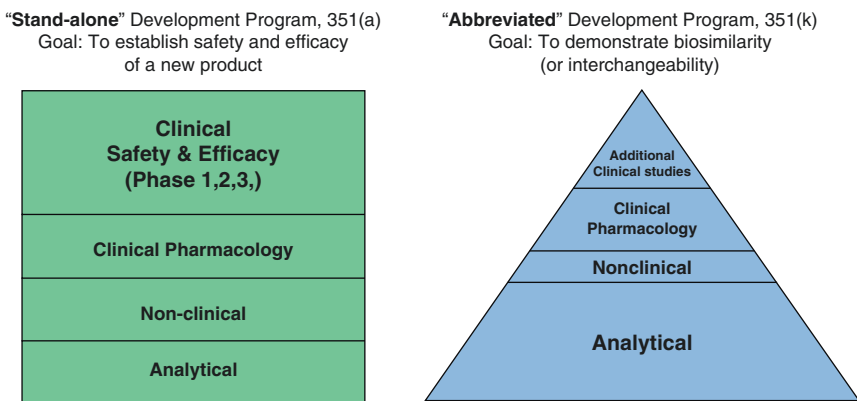 “Stand-alone” Development Program, 351(a)
Goal: To establish safety and efficacy
of a new product
Clinical
Safety & Efficacy
(Phase 1,2,3,)
Clinical Pharmacology
Non-clinical
Analytical
“Abbreviated” Development Program, 351(k)
Goal: To demonstrate biosimilarity
(or interchangeability)
Additional
Clinical studies
Clinical
Pharmacology
Nonclinical
Analytical